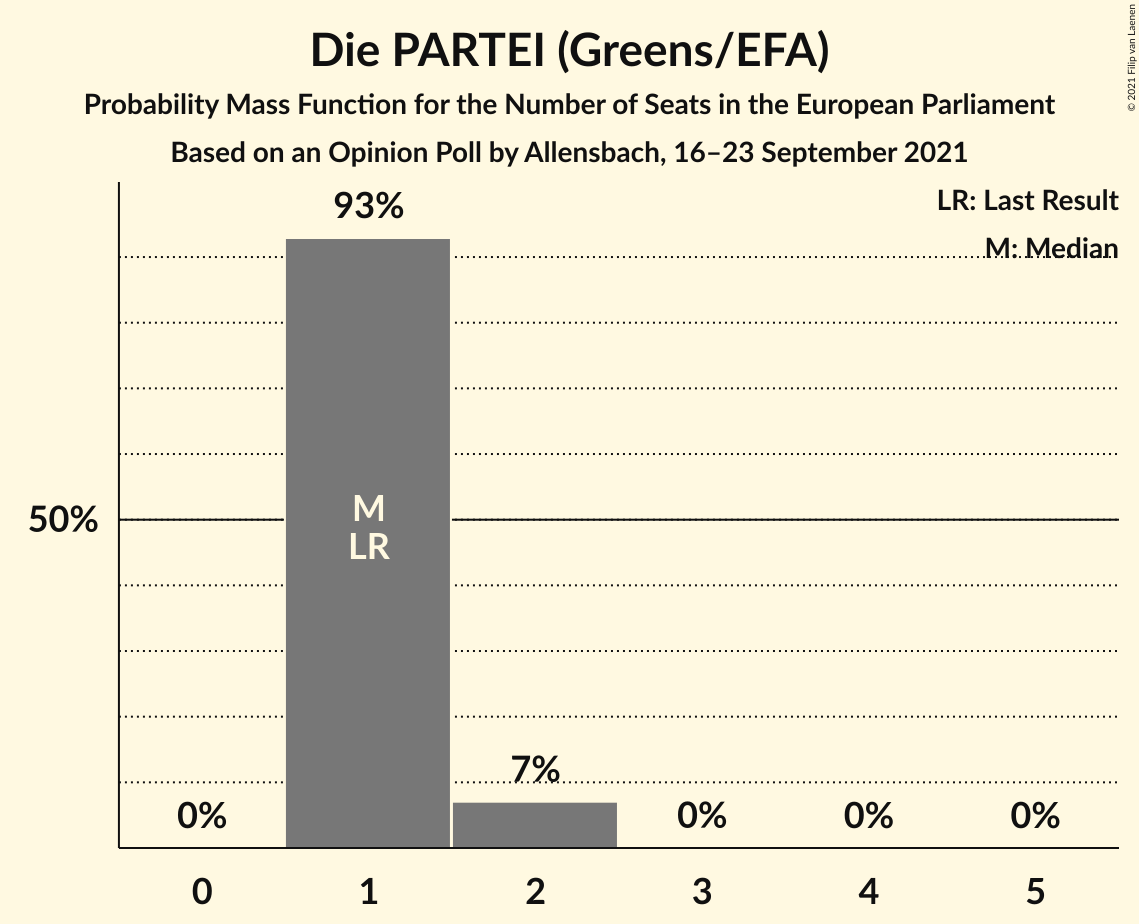 Die PARTEI (Greens/EFA)
Probability Mass Function for the Number of Seats in the European Parliament
Based on an Opinion Poll by Allensbach, 16–23 September 2021
© 2021 Filip van Laenen
LR: Last Result
M: Median
93%
50%
M
LR
7%
0%
0%
0%
0%
0 1 2 3 4 5